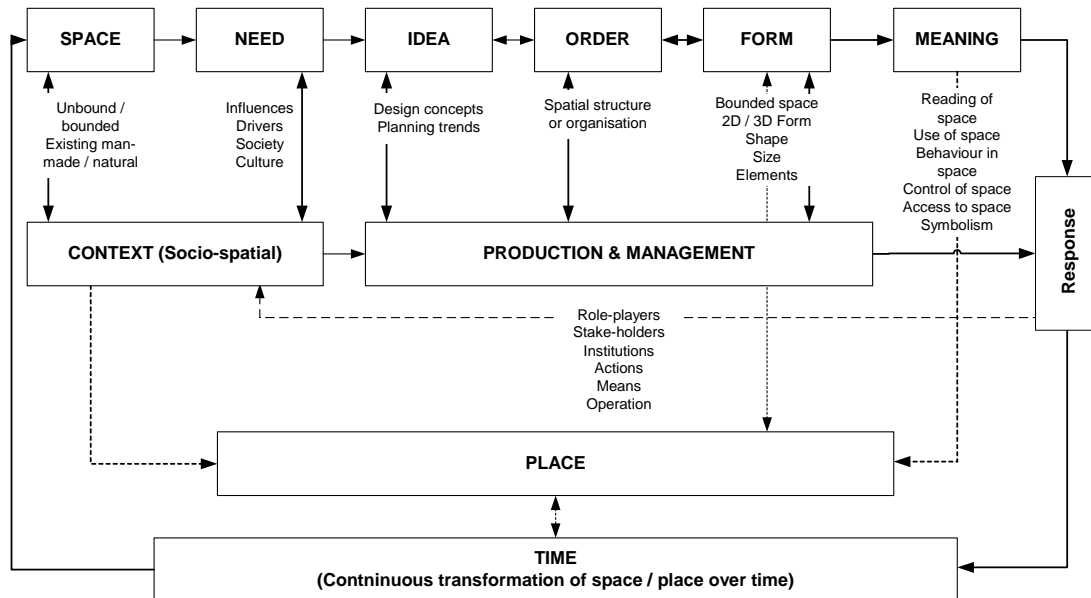 SPACE
NEED
IDEA
ORDER
FORM
MEANING
Unbound /
bounded
Existing man-
made / natural
Influences
Drivers
Society
Culture
Design concepts
Planning trends
Spatial structure
or organisation
Bounded space
2D / 3D Form
Shape
Size
Elements
Reading of
space
Use of space
Behaviour in
space
Control of space
Access to space
Symbolism
CONTEXT (Socio-spatial)
PRODUCTION & MANAGEMENT
Response
Role-players
Stake-holders
Institutions
Actions
Means
Operation
PLACE
TIME
(Contninuous transformation of space / place over time)